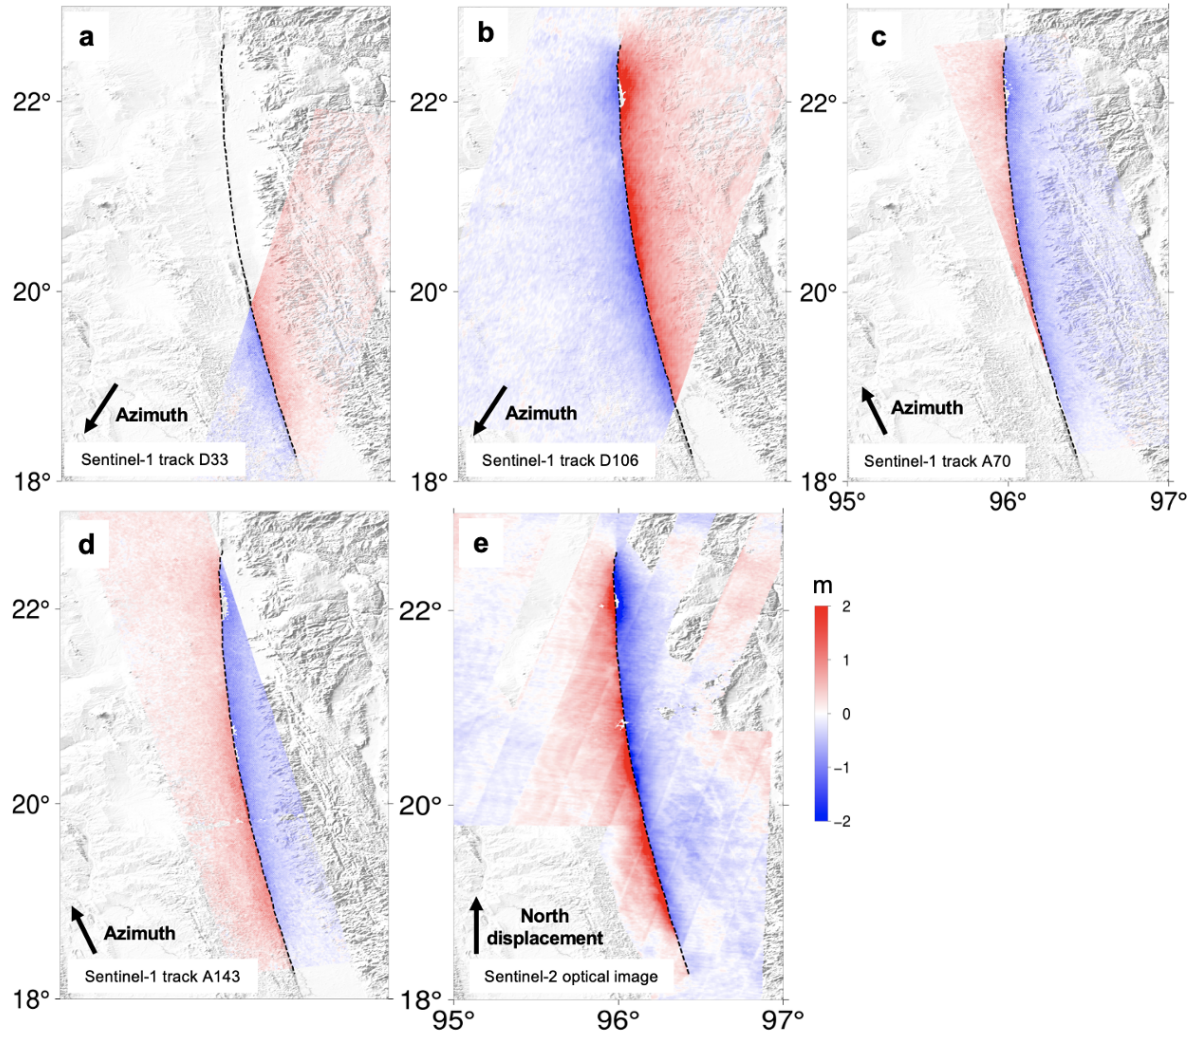 a
b
c
22°
22°
22°
20°
20°
20°
Azimuth
Azimuth
Azimuth
Sentinel-1 track D33
Sentinel-1 track D106
Sentinel-1 track A70
18°
18°
18°
95°
96°
97°
d
e
m
2
1
0
−1
−2
22°
22°
20°
20°
Azimuth
North
displacement
Sentinel-1 track A143
Sentinel-2 optical image
18°
18°
95°
96°
97°